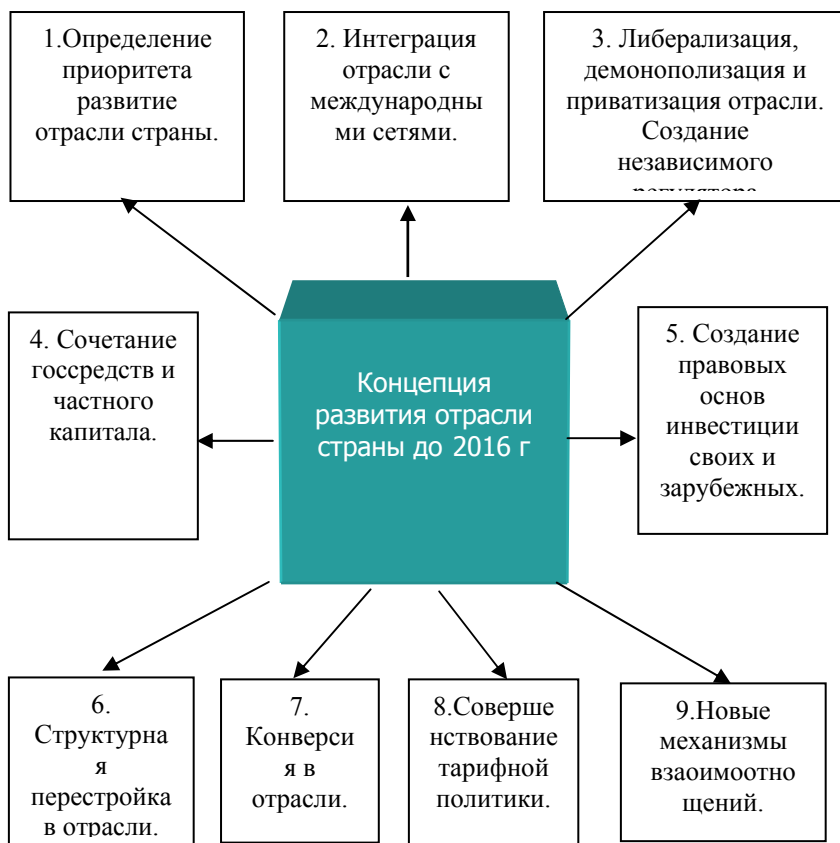 1.Определение
приоритета
развитие
отрасли страны.
2. Интеграция
отрасли с
международны
ми сетями.
3. Либерализация,
демонополизация и
приватизация отрасли.
Создание
независимого
регулятора
4. Сочетание
госсредств и
частного
капитала.
Концепция
развития отрасли
страны до 2016 г
5. Создание
правовых
основ
инвестиции
своих и
зарубежных.
6.
Структурна
я
перестройка
в отрасли.
7.
Конверси
я в
отрасли.
8.Соверше
нствование
тарифной
политики.
9.Новые
механизмы
взаоимоотно
щений.